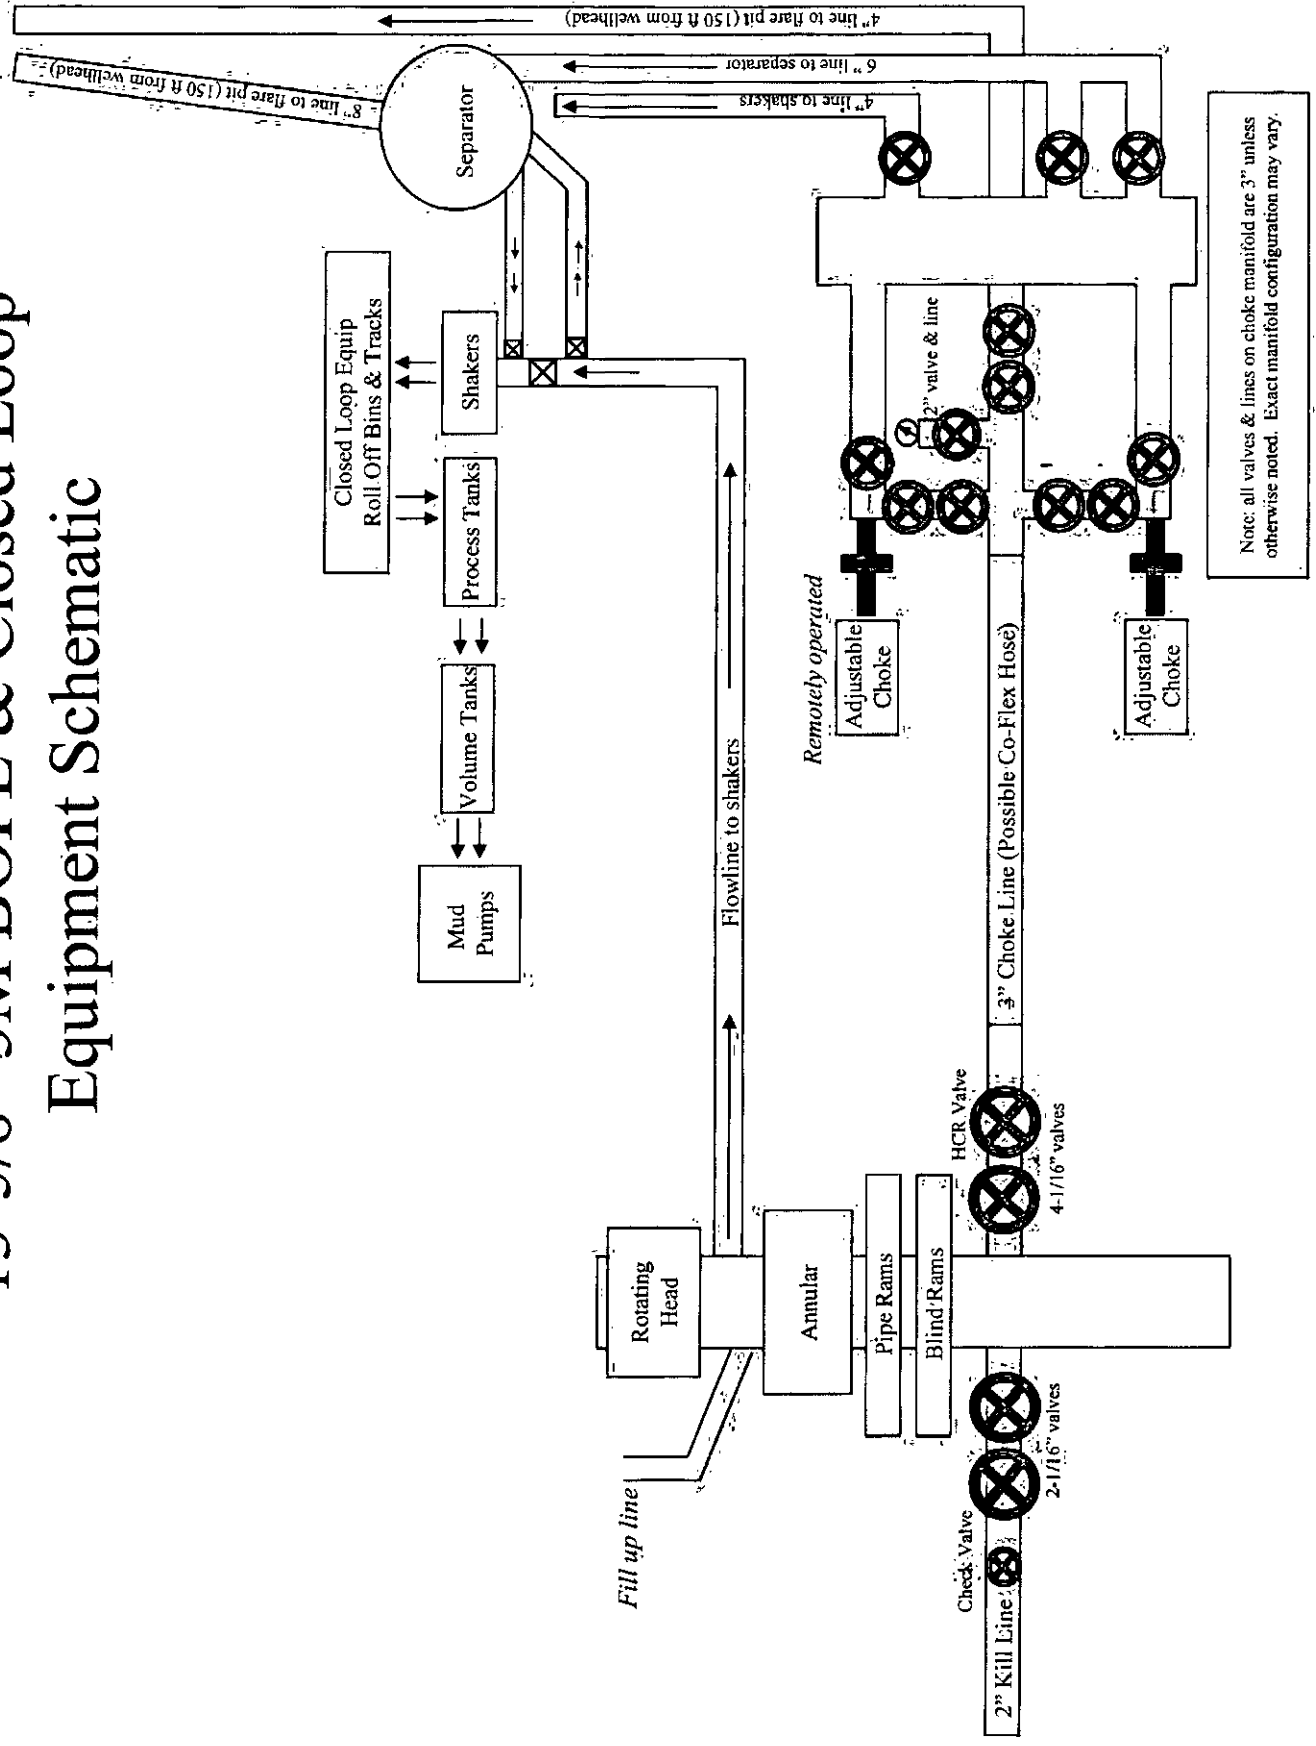 Equipment Schematic
8" line to flare pit (150 ft from wellhead)
4" line to flare pit (150 ft from wellhead)
Separator
6" line to separator
4" line to shakers
Closed Loop Equip
Roll Off Bins & Tracks
Shakers
Process Tanks
Volume Tanks
Mud
Pumps
Flowline to shakers
Fill up line
Rotating
Head
Annular
Pipe Rams
Blind Rams
Remotely operated
Adjustable
Choke
2" valve & line
HCR Valve
3" Choke Line (Possible Co-Flex Hose)
4-1/16" valves
Check Valve
2" Kill Line
2-1/16" valves
Adjustable
Choke
Note: all valves & lines on choke manifold are 3" unless
otherwise noted. Exact manifold configuration may vary.